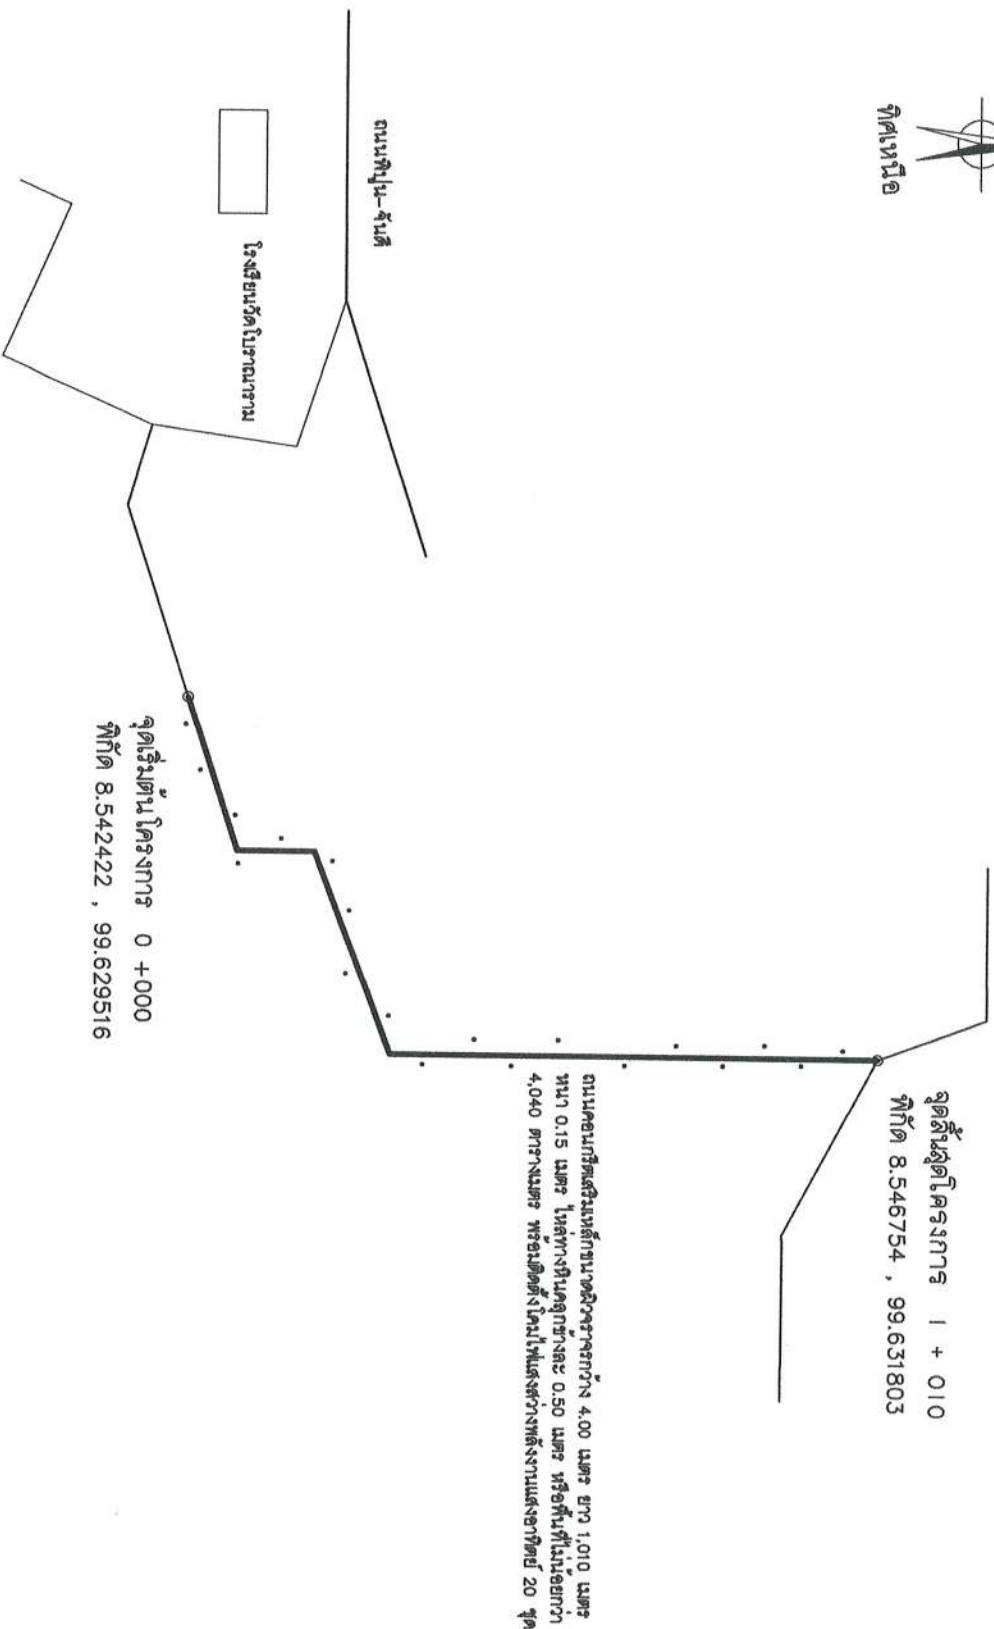 ทิศเหนือ
ถนนพิปูน-จันดี
โรงเรียนวัดโบราณาราม
จุดสิ้นสุดโครงการ 1 + 010
พิกัด 8.546754 , 99.631803
ถนนคอนกรีตเสริมเหล็กขนาดผิวจราจรกว้าง 4.00 เมตร ยาว 1,010 เมตร
หนา 0.15 เมตร ไหล่ทางหินคลุกข้างละ 0.50 เมตร หรือพื้นที่ไม่น้อยกว่า
4,040 ตารางเมตร พร้อมติดตั้งโคมไฟแสงสว่างพลังงานแสงอาทิตย์ 20 ชุด
จุดเริ่มต้นโครงการ 0 +000
พิกัด 8.542422 , 99.629516